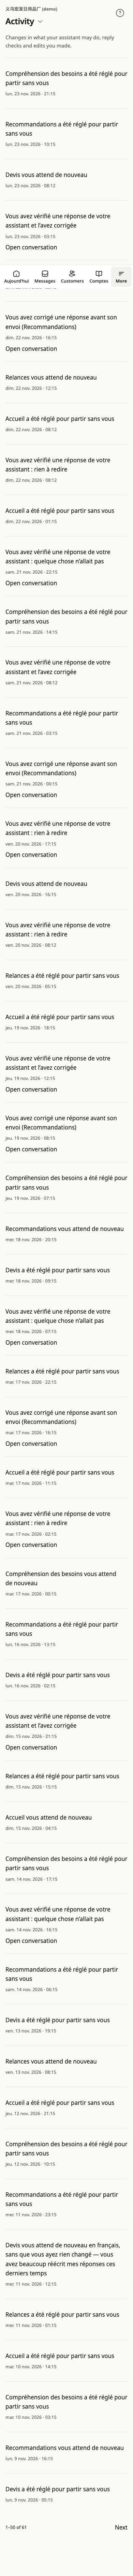 义乌宏发日用品厂 (demo)
Activity
Changes in what your assistant may do, reply
checks and edits you made.
Compréhension des besoins a été réglé pour
partir sans vous
lun. 23 nov. 2026 · 21:15
Recommandations a été réglé pour partir
sans vous
lun. 23 nov. 2026 · 10:15
Devis vous attend de nouveau
lun. 23 nov. 2026 · 08:12
Vous avez vérifié une réponse de votre
assistant et l'avez corrigée
lun. 23 nov. 2026 · 03:15
Open conversation
Aujourd'hui
Messages
Customers
Comptes
More
Vous avez corrigé une réponse avant son
envoi (Recommandations)
dim. 22 nov. 2026 · 16:15
Open conversation
Relances vous attend de nouveau
dim. 22 nov. 2026 · 12:15
Accueil a été réglé pour partir sans vous
dim. 22 nov. 2026 · 08:12
Vous avez vérifié une réponse de votre
assistant : rien à redire
dim. 22 nov. 2026 · 08:12
Accueil a été réglé pour partir sans vous
dim. 22 nov. 2026 · 01:15
Vous avez vérifié une réponse de votre
assistant : quelque chose n'allait pas
sam. 21 nov. 2026 · 22:15
Open conversation
Compréhension des besoins a été réglé pour
partir sans vous
sam. 21 nov. 2026 · 14:15
Vous avez vérifié une réponse de votre
assistant et l'avez corrigée
sam. 21 nov. 2026 · 08:12
Recommandations a été réglé pour partir
sans vous
sam. 21 nov. 2026 · 03:15
Vous avez corrigé une réponse avant son
envoi (Recommandations)
sam. 21 nov. 2026 · 00:15
Open conversation
Vous avez vérifié une réponse de votre
assistant : rien à redire
ven. 20 nov. 2026 · 17:15
Open conversation
Devis vous attend de nouveau
ven. 20 nov. 2026 · 16:15
Vous avez vérifié une réponse de votre
assistant : rien à redire
ven. 20 nov. 2026 · 08:12
Relances a été réglé pour partir sans vous
ven. 20 nov. 2026 · 05:15
Accueil a été réglé pour partir sans vous
jeu. 19 nov. 2026 · 18:15
Vous avez vérifié une réponse de votre
assistant et l'avez corrigée
jeu. 19 nov. 2026 · 12:15
Open conversation
Vous avez corrigé une réponse avant son
envoi (Recommandations)
jeu. 19 nov. 2026 · 08:15
Open conversation
Compréhension des besoins a été réglé pour
partir sans vous
jeu. 19 nov. 2026 · 07:15
Recommandations vous attend de nouveau
mer. 18 nov. 2026 · 20:15
Devis a été réglé pour partir sans vous
mer. 18 nov. 2026 · 09:15
Vous avez vérifié une réponse de votre
assistant : quelque chose n'allait pas
mer. 18 nov. 2026 · 07:15
Open conversation
Relances a été réglé pour partir sans vous
mar. 17 nov. 2026 · 22:15
Vous avez corrigé une réponse avant son
envoi (Recommandations)
mar. 17 nov. 2026 · 16:15
Open conversation
Accueil a été réglé pour partir sans vous
mar. 17 nov. 2026 · 11:15
Vous avez vérifié une réponse de votre
assistant : rien à redire
mar. 17 nov. 2026 · 02:15
Open conversation
Compréhension des besoins vous attend
de nouveau
mar. 17 nov. 2026 · 00:15
Recommandations a été réglé pour partir
sans vous
lun. 16 nov. 2026 · 13:15
Devis a été réglé pour partir sans vous
lun. 16 nov. 2026 · 02:15
Vous avez vérifié une réponse de votre
assistant et l'avez corrigée
dim. 15 nov. 2026 · 21:15
Open conversation
Relances a été réglé pour partir sans vous
dim. 15 nov. 2026 · 15:15
Accueil vous attend de nouveau
dim. 15 nov. 2026 · 04:15
Compréhension des besoins a été réglé pour
partir sans vous
sam. 14 nov. 2026 · 17:15
Vous avez vérifié une réponse de votre
assistant : quelque chose n'allait pas
sam. 14 nov. 2026 · 16:15
Open conversation
Recommandations a été réglé pour partir
sans vous
sam. 14 nov. 2026 · 06:15
Devis a été réglé pour partir sans vous
ven. 13 nov. 2026 · 19:15
Relances vous attend de nouveau
ven. 13 nov. 2026 · 08:15
Accueil a été réglé pour partir sans vous
jeu. 12 nov. 2026 · 21:15
Compréhension des besoins a été réglé pour
partir sans vous
jeu. 12 nov. 2026 · 10:15
Recommandations a été réglé pour partir
sans vous
mer. 11 nov. 2026 · 23:15
Devis vous attend de nouveau en français,
sans que vous ayez rien changé — vous
avez beaucoup réécrit mes réponses ces
derniers temps
mer. 11 nov. 2026 · 12:15
Relances a été réglé pour partir sans vous
mer. 11 nov. 2026 · 01:15
Accueil a été réglé pour partir sans vous
mar. 10 nov. 2026 · 14:15
Compréhension des besoins a été réglé pour
partir sans vous
mar. 10 nov. 2026 · 03:15
Recommandations vous attend de nouveau
lun. 9 nov. 2026 · 16:15
Devis a été réglé pour partir sans vous
lun. 9 nov. 2026 · 05:15
1–50 of 61
Next